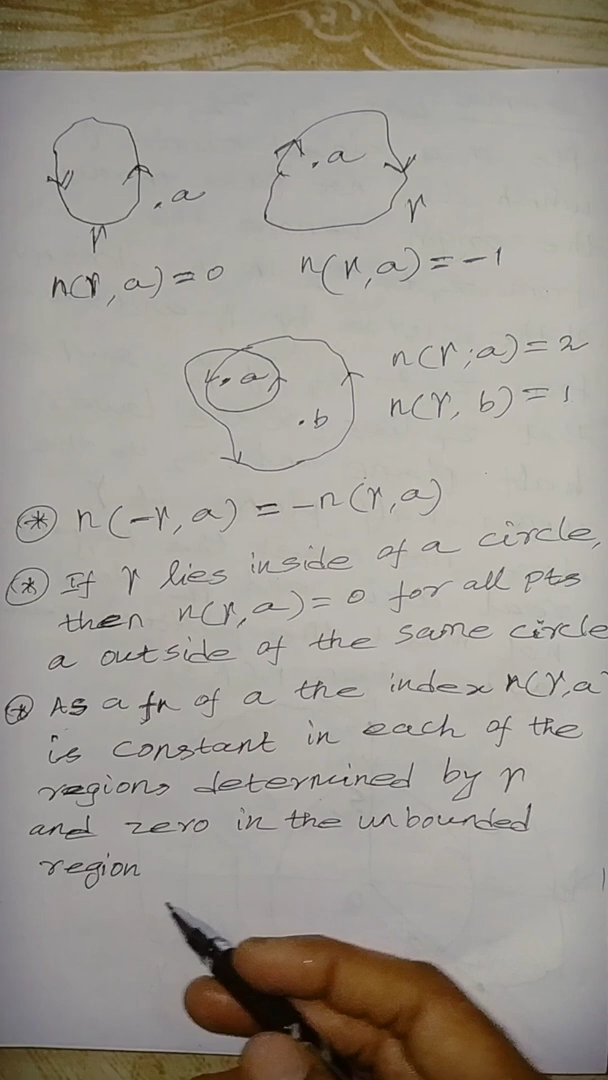 a
a
γ
γ
n(γ, a) = 0
n(γ, a) = -1
a
b
n(γ, a) = 2
n(γ, b) = 1
* n(-γ, a) = -n(γ, a)
* If γ lies inside of a circle,
then n(γ, a) = 0 for all pts
a outside of the same circle
* As a fn of a the index n(γ, a)
is constant in each of the
regions determined by γ
and zero in the unbounded
region